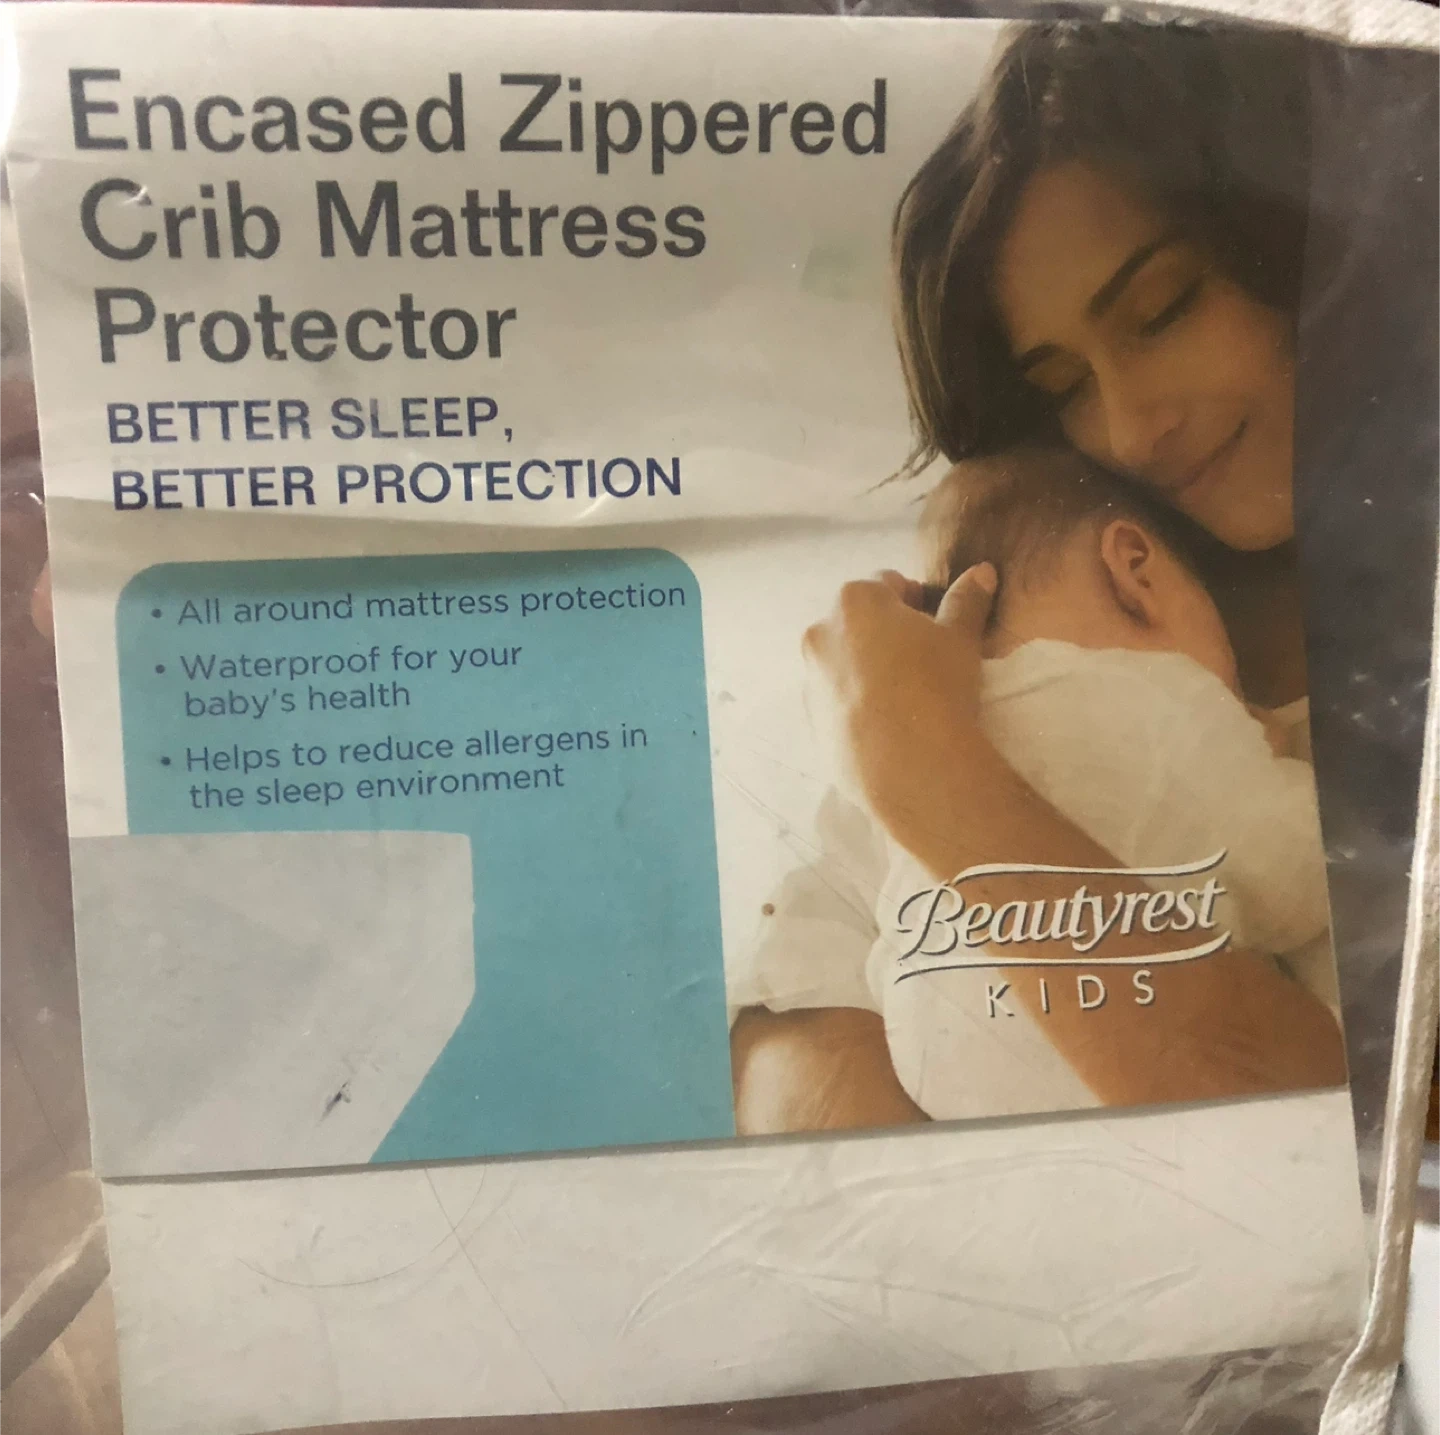 Encased Zippered
Crib Mattress
Protector
BETTER SLEEP,
BETTER PROTECTION
• All around mattress protection
• Waterproof for your
baby's health
• Helps to reduce allergens in
the sleep environment
Beautyrest
KIDS